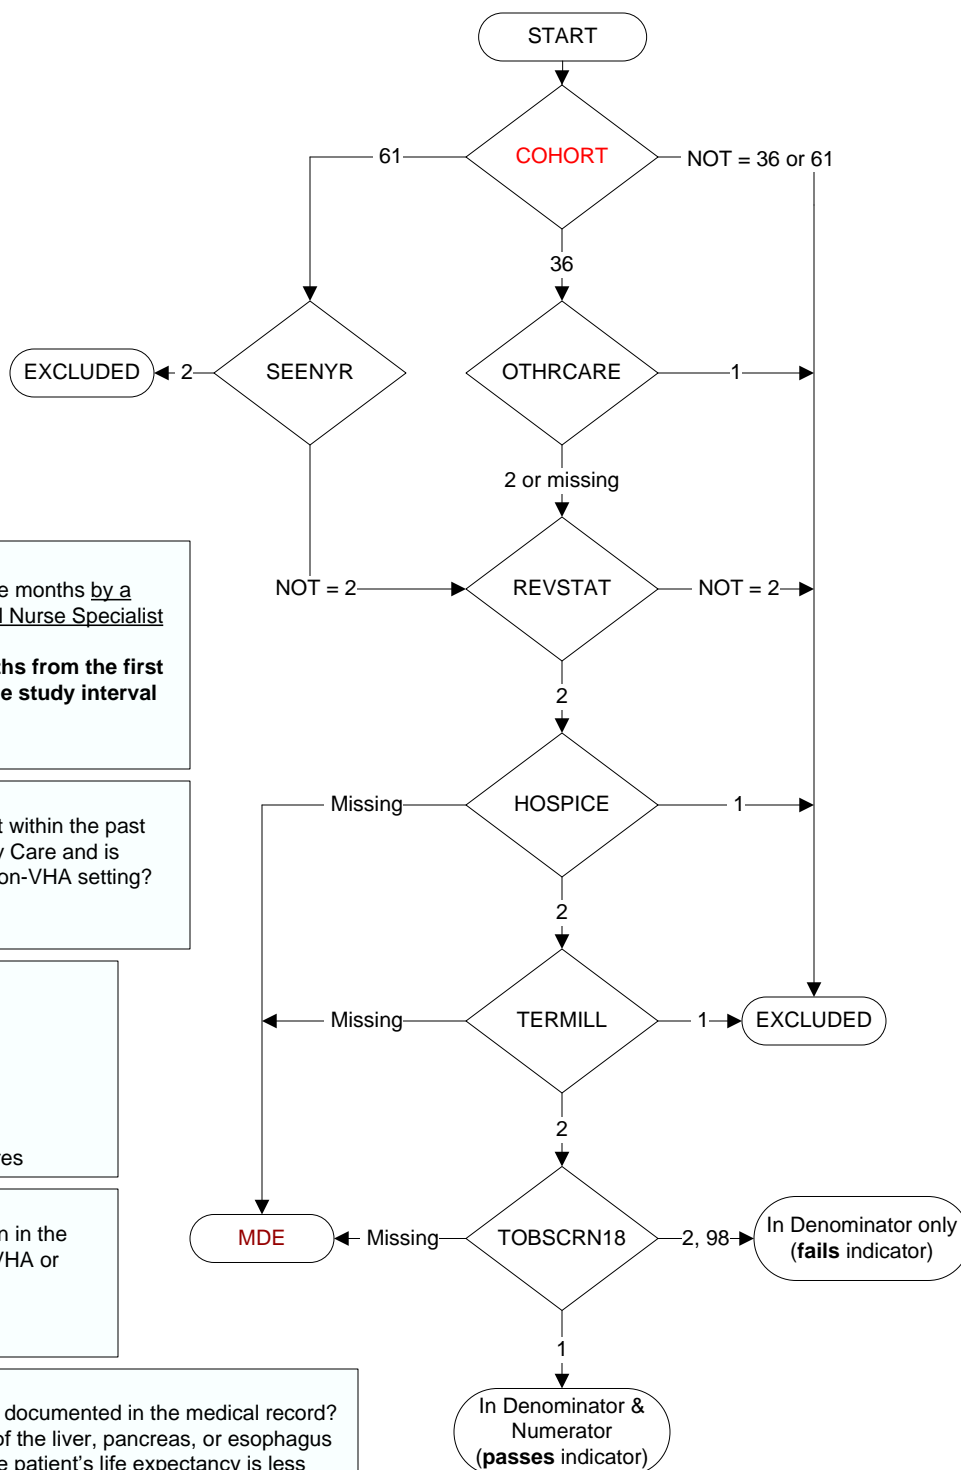 START
61
COHORT
NOT = 36 or 61
36
EXCLUDED
2
SEENYR
OTHRCARE
1
2 or missing
NOT = 2
REVSTAT
NOT = 2
e months by a
Nurse Specialist
ths from the first
e study interval
2
Missing
HOSPICE
1
t within the past
y Care and is
on-VHA setting?
2
Missing
TERMILL
1
EXCLUDED
2
es
n in the
VHA or
MDE
Missing
TOBSCRN18
2, 98
In Denominator only
(fails indicator)
1
documented in the medical record?
of the liver, pancreas, or esophagus
e patient's life expectancy is less
In Denominator &
Numerator
(passes indicator)